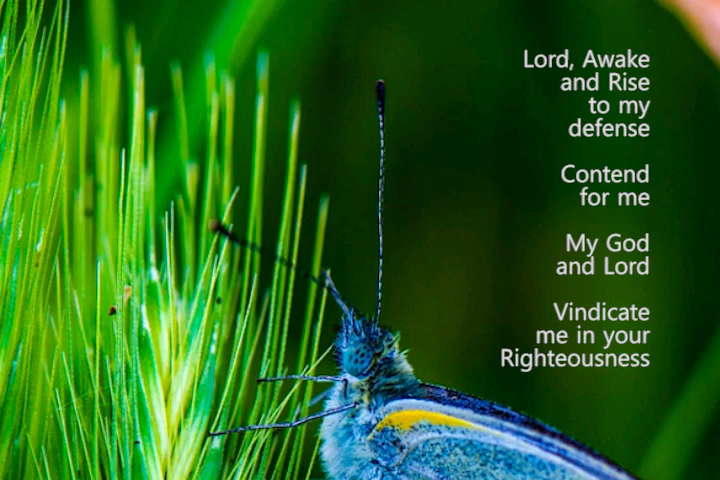 Lord, Awake
and Rise
to my
defense
Contend
for me
My God
and Lord
Vindicate
me in your
Righteousness